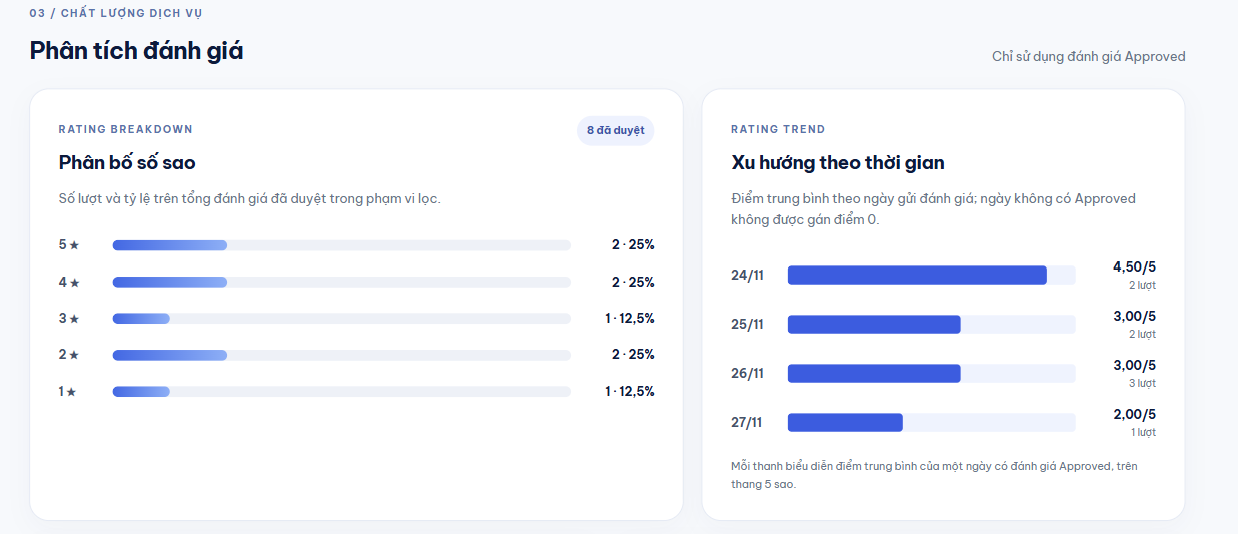 03 / CHẤT LƯỢNG DỊCH VỤ
Phân tích đánh giá
Chỉ sử dụng đánh giá Approved
RATING BREAKDOWN
8 đã duyệt
Phân bố số sao
Số lượt và tỷ lệ trên tổng đánh giá đã duyệt trong phạm vi lọc.
5 ★ 2 · 25%
4 ★ 2 · 25%
3 ★ 1 · 12,5%
2 ★ 2 · 25%
1 ★ 1 · 12,5%
RATING TREND
Xu hướng theo thời gian
Điểm trung bình theo ngày gửi đánh giá; ngày không có Approved
không được gán điểm 0.
24/11 4,50/5
2 lượt
25/11 3,00/5
2 lượt
26/11 3,00/5
3 lượt
27/11 2,00/5
1 lượt
Mỗi thanh biểu diễn điểm trung bình của một ngày có đánh giá Approved, trên
thang 5 sao.